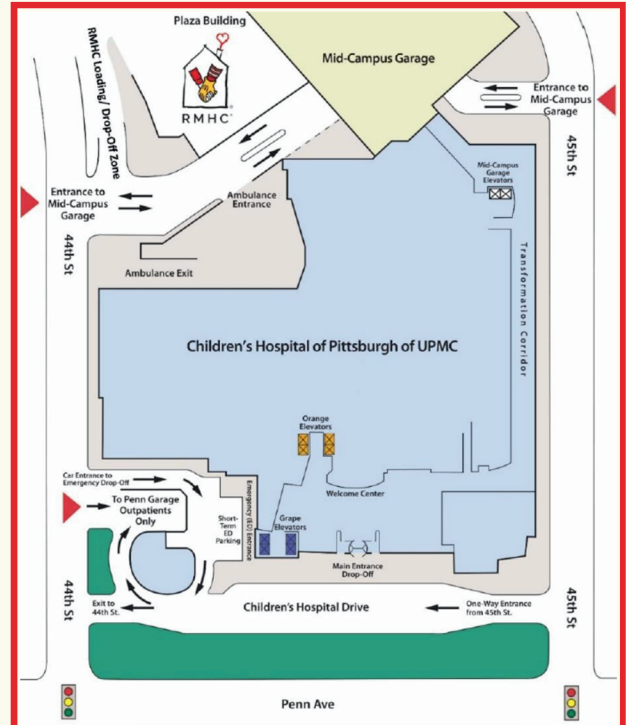 Plaza Building
RMHC
Mid-Campus Garage
RMHC Loading/ Drop-Off Zone
Entrance to
Mid-Campus
Garage
45th St
Entrance to
Mid-Campus
Garage
Ambulance
Entrance
Mid-Campus
Garage
Elevators
44th St
Ambulance Exit
Transformation Corridor
Children's Hospital of Pittsburgh of UPMC
Orange
Elevators
Car Entrance to
Emergency Drop-Off
To Penn Garage
Outpatients
Only
Short-
Term
ED
Parking
Emergency (ED) Entrance
Welcome Center
Grape
Elevators
Main Entrance
Drop-Off
44th St
Exit to
44th St.
Children's Hospital Drive
One-Way Entrance
from 45th St.
45th St
Penn Ave